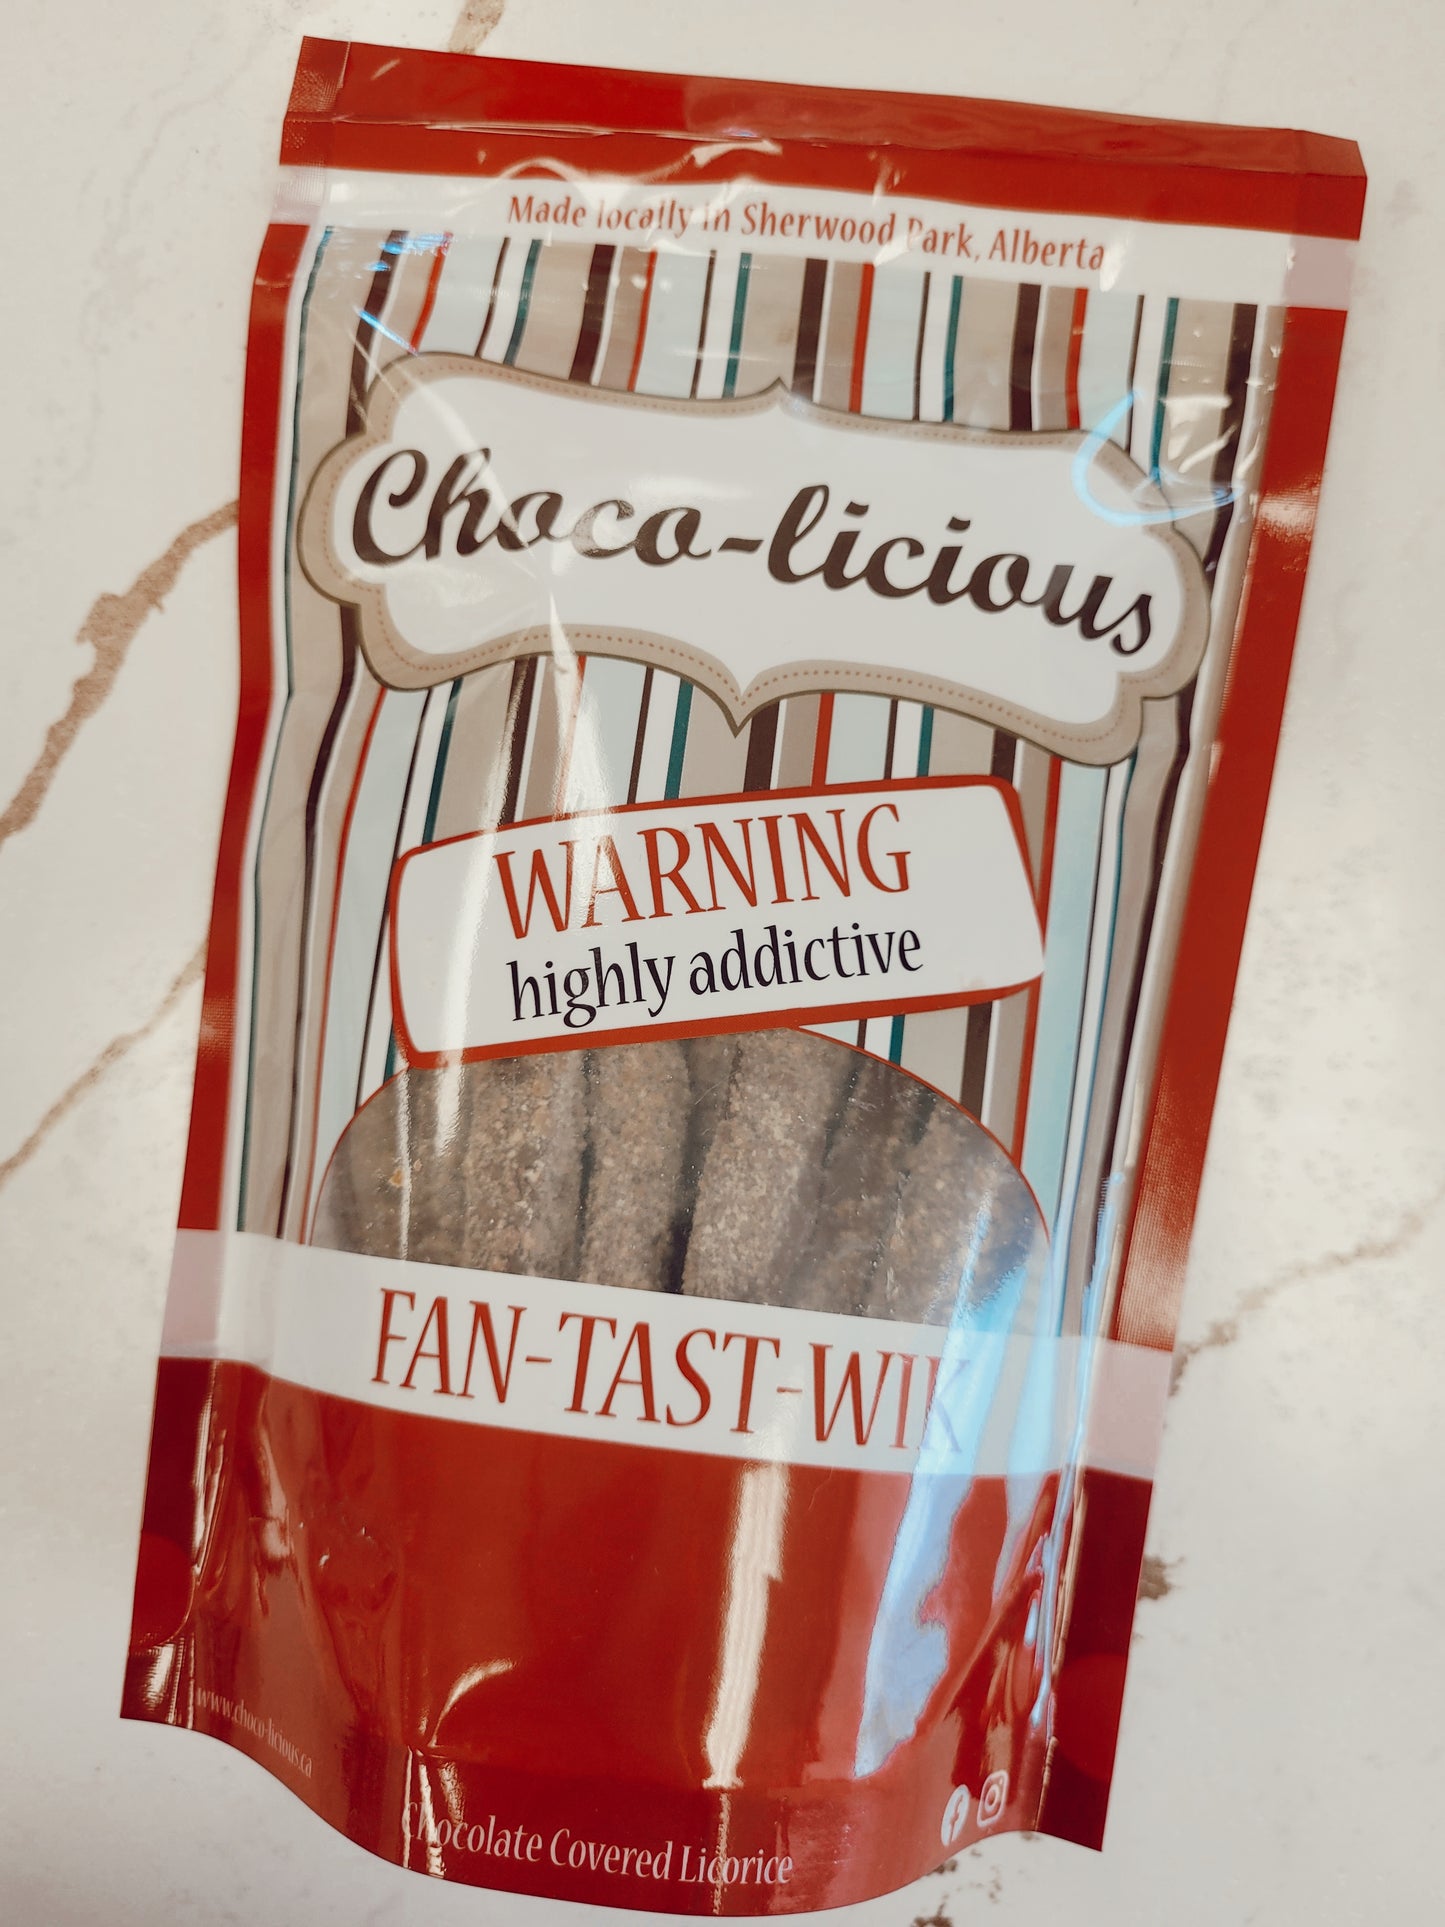 Made locally in Sherwood Park, Alberta
Choco-licious
WARNING
highly addictive
FAN-TAST-WIK
www.choco-licious.ca
Chocolate Covered Licorice